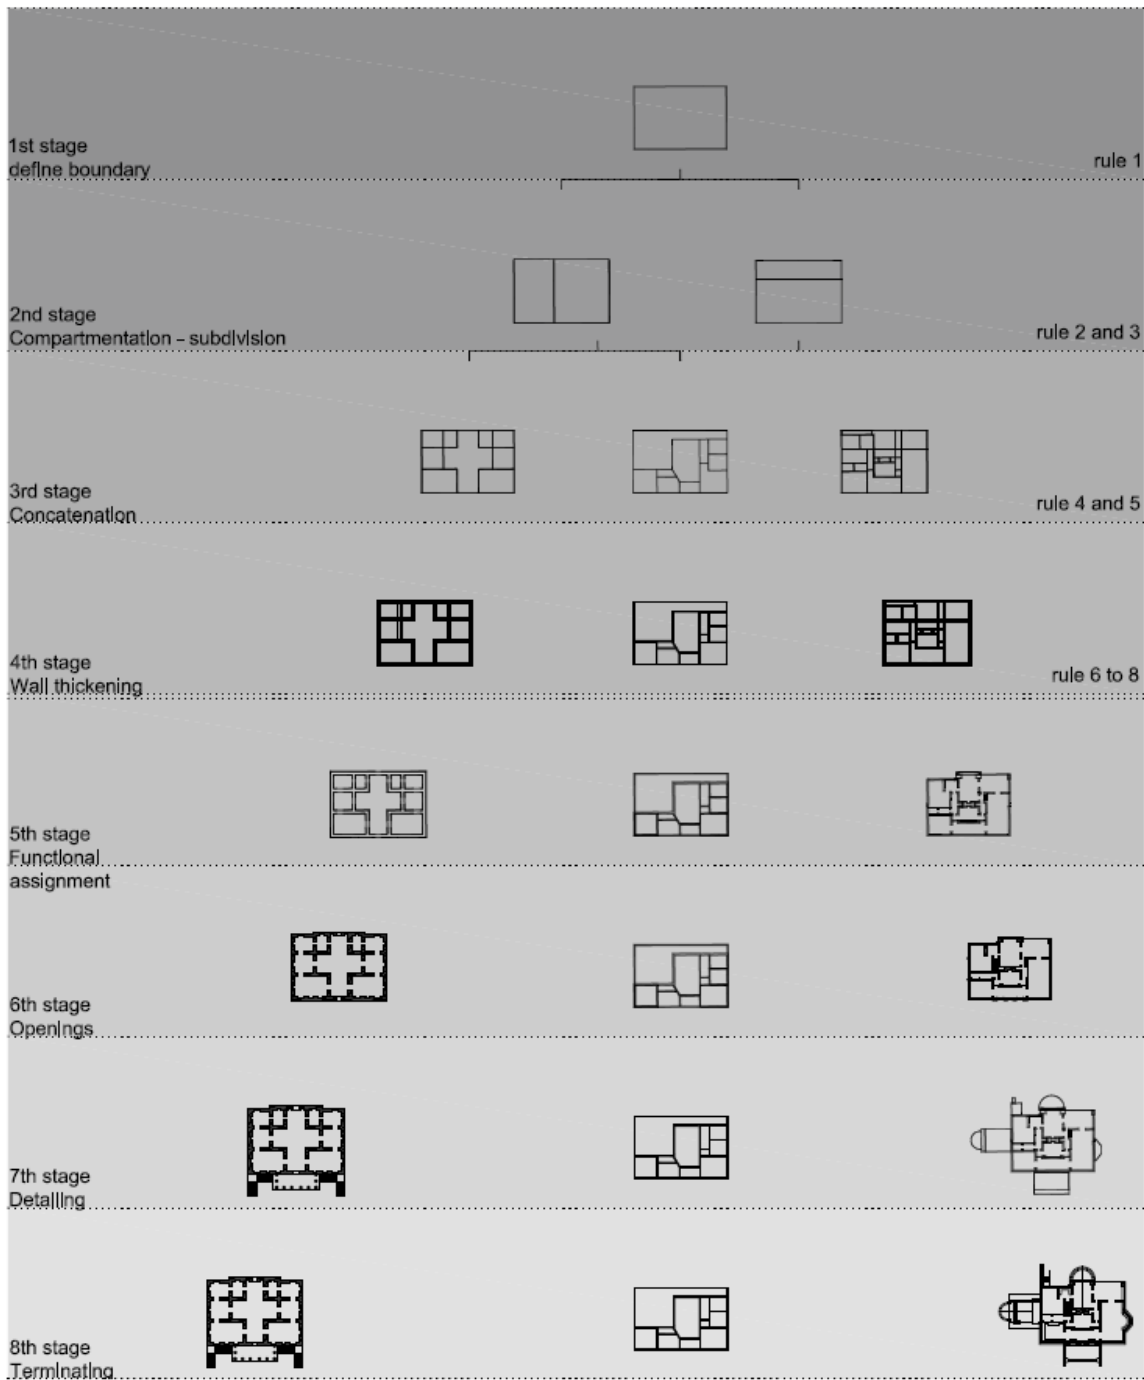 1st stage
define boundary
rule 1
2nd stage
Compartmentation - subdivision
rule 2 and 3
3rd stage
Concatenation
rule 4 and 5
4th stage
Wall thickening
rule 6 to 8
5th stage
Functional
assignment
6th stage
Openings
7th stage
Detailing
8th stage
Terminating